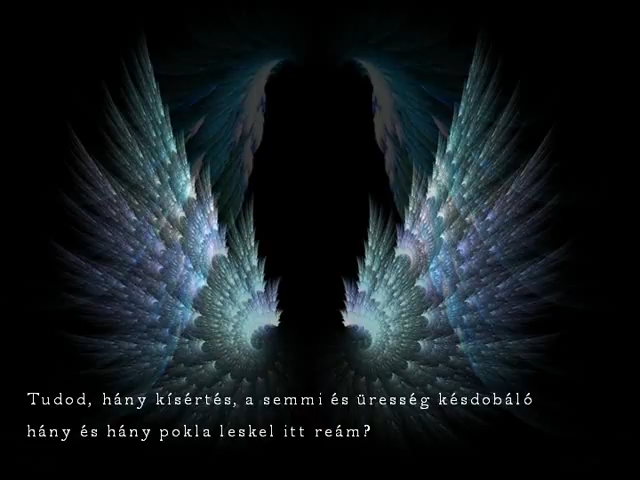 Tudod, hány kísértés, a semmi és üresség késdobáló
hány és hány pokla leskel itt reám?